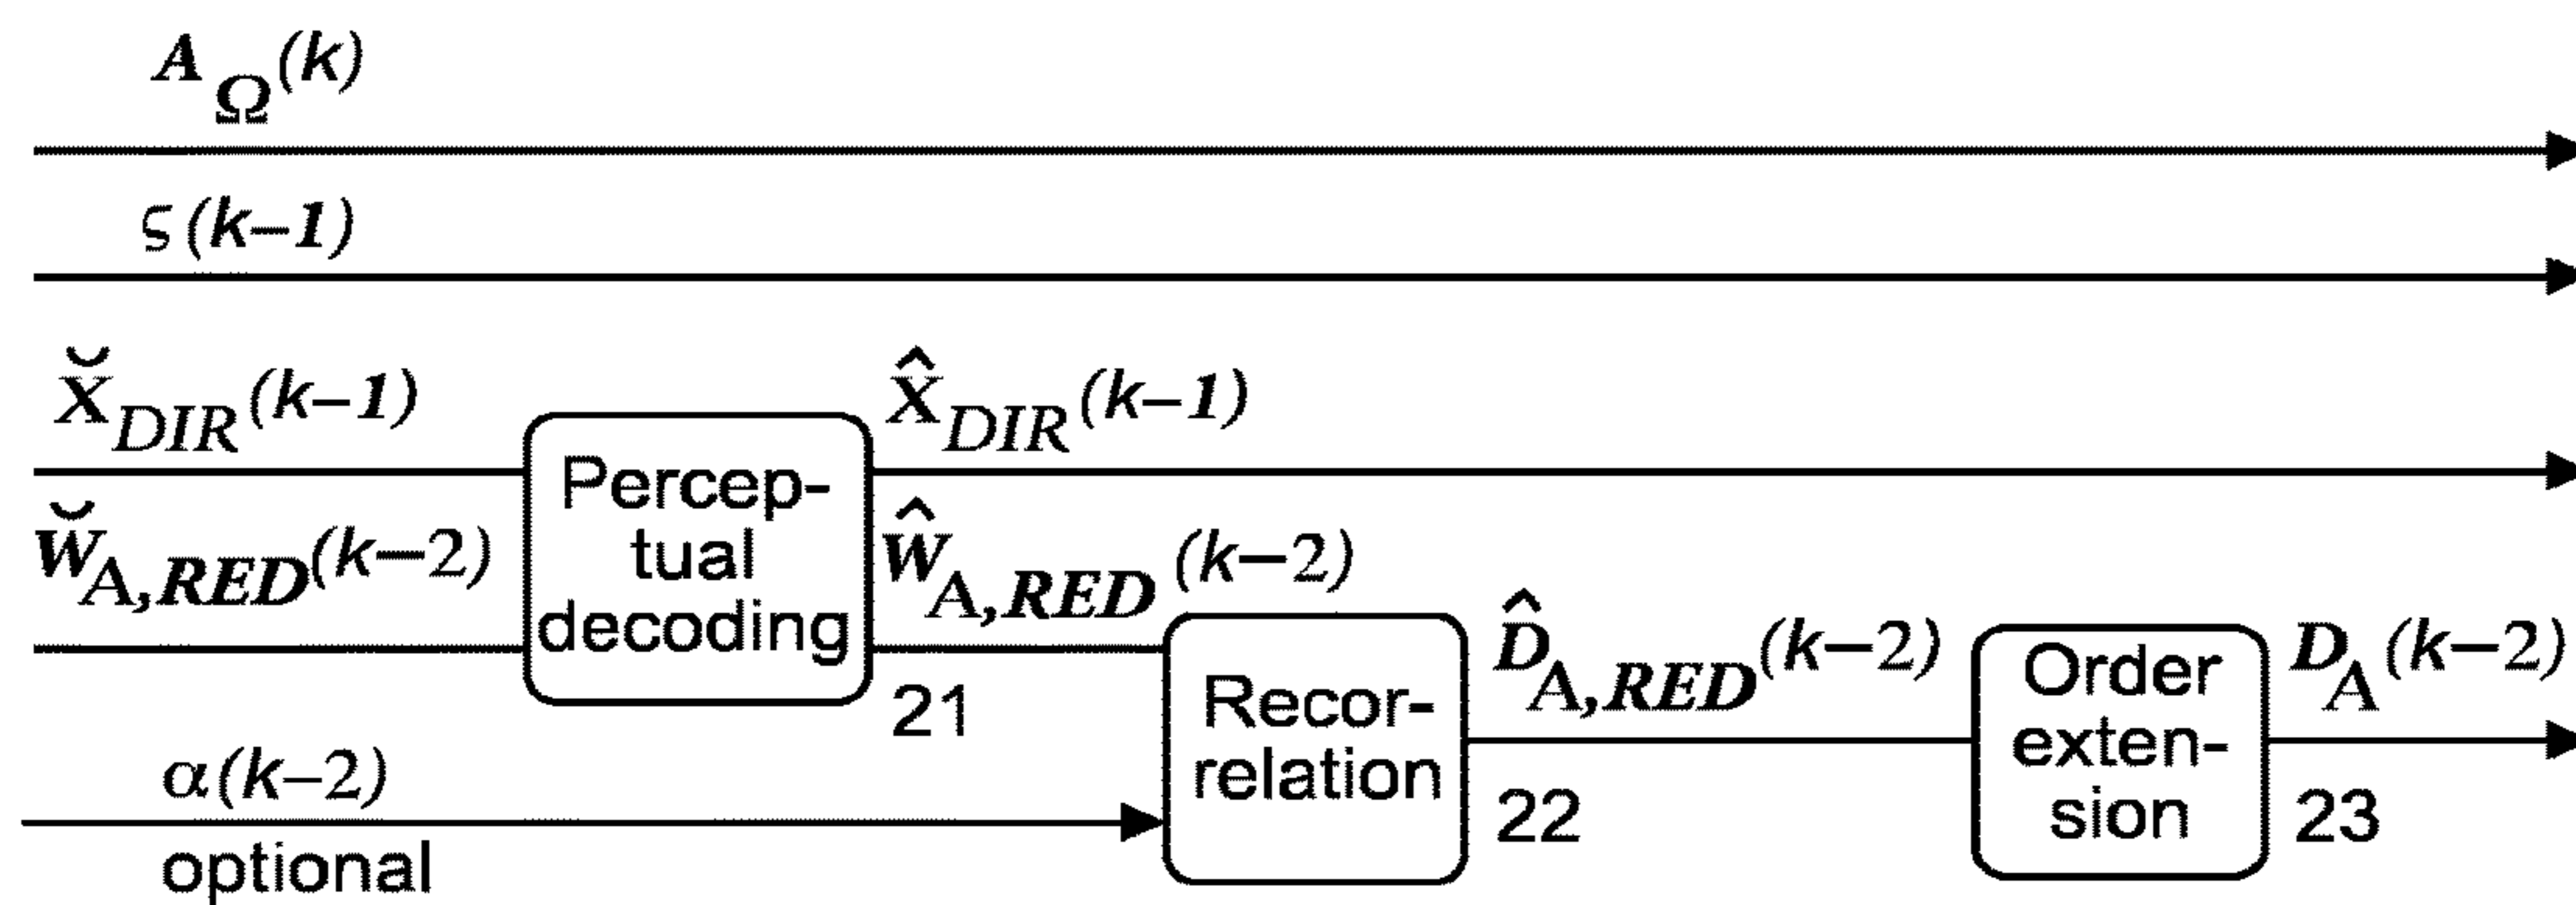 A_Ω(k)
ς(k–1)
X̆_DIR(k–1)
X̂_DIR(k–1)
Percep-
tual
decoding
W̆_A,RED(k–2)
Ŵ_A,RED(k–2)
21
Recor-
relation
D̂_A,RED(k–2)
22
Order
exten-
sion
D_A(k–2)
23
α(k–2)
optional